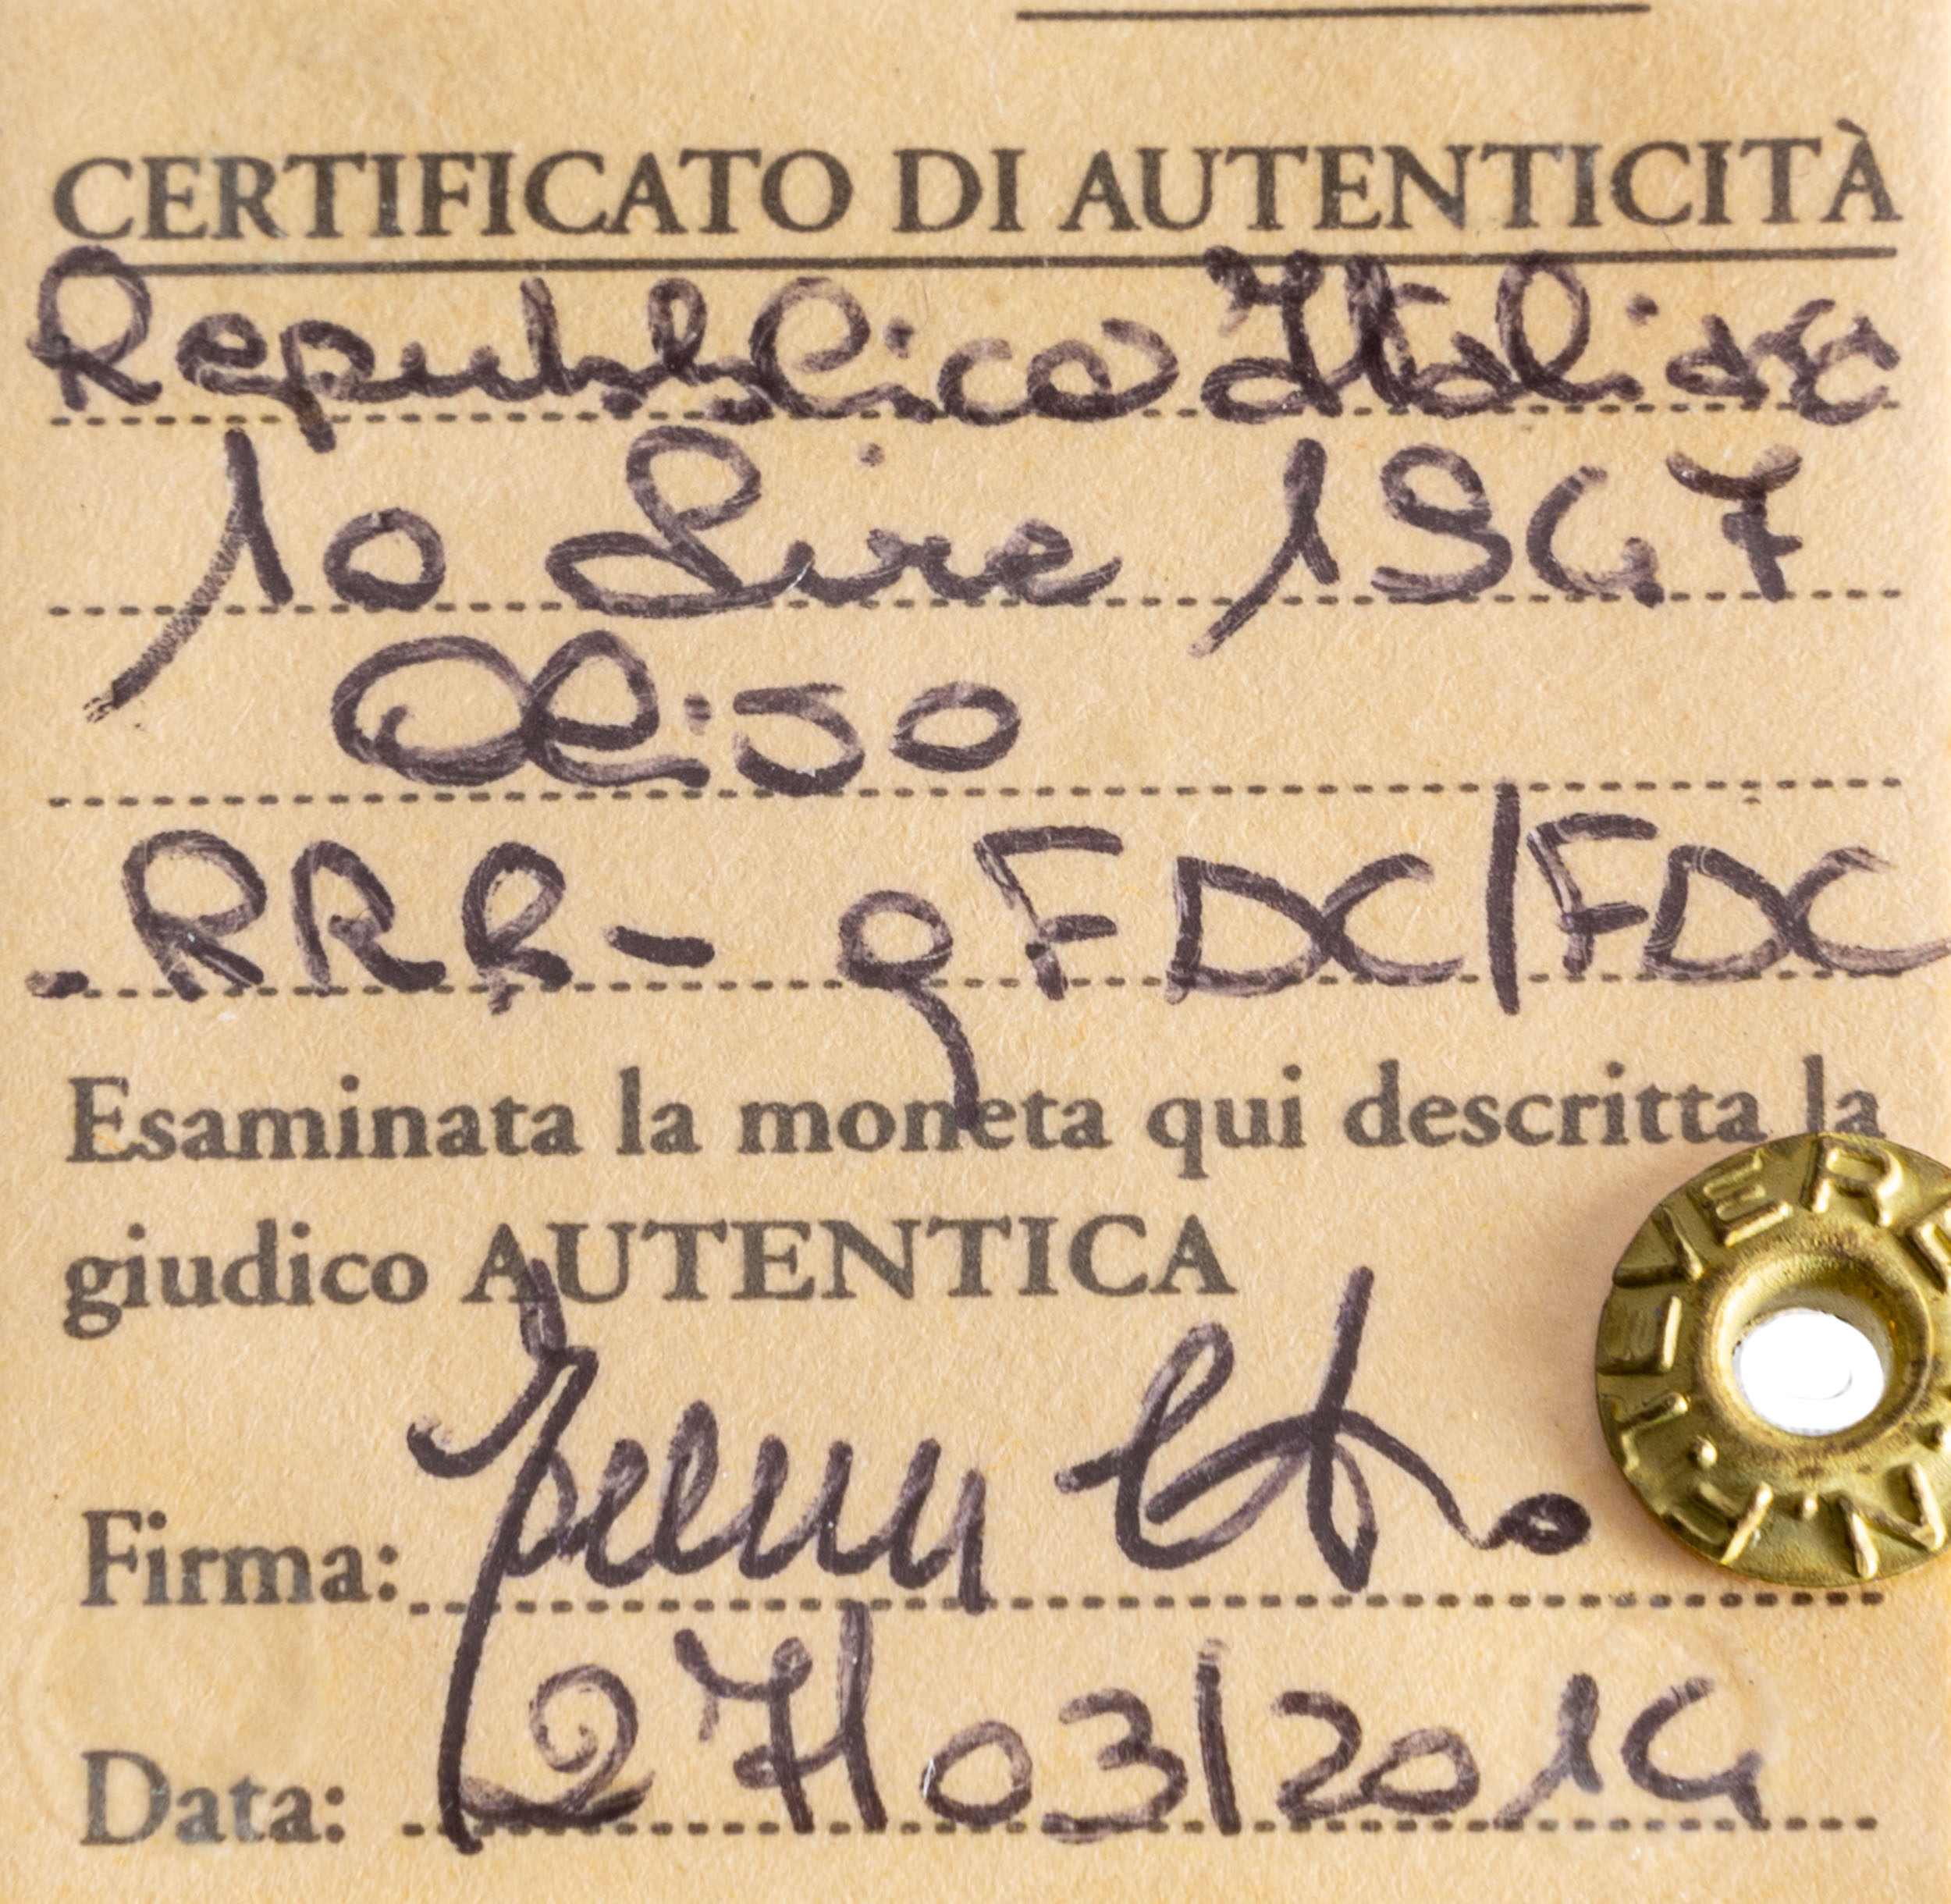 CERTIFICATO DI AUTENTICITÀ
Repubblica Italiana
10 Lire 1947
Olivo
RRR - qFDC/FDC
Esaminata la moneta qui descritta la
giudico AUTENTICA
Firma:
Data: 27/03/2014